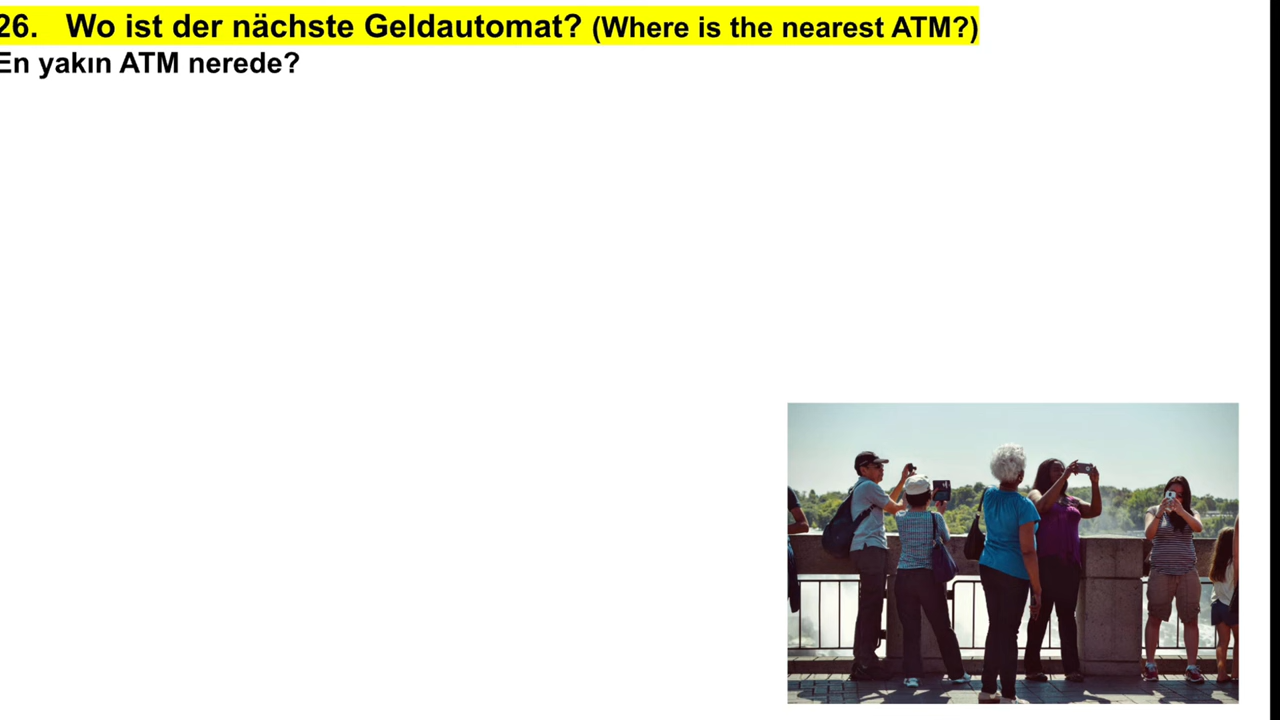 26. Wo ist der nächste Geldautomat? (Where is the nearest ATM?)
En yakın ATM nerede?